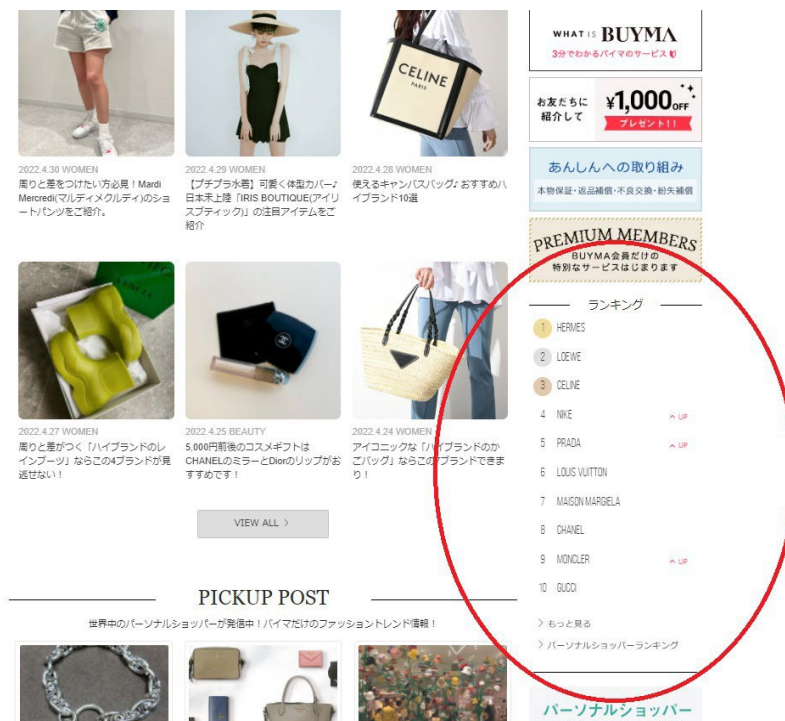 CELINE
PARIS
2022.4.30 WOMEN
周りと差をつけたい方必見！Mardi
Mercredi(マルディメクルディ)のショ
ートパンツをご紹介。
2022.4.29 WOMEN
【プチプラ水着】可愛く体型カバー♪
日本未上陸「IRIS BOUTIQUE(アイリ
スブティック)」の注目アイテムをご
紹介
2022.4.28 WOMEN
使えるキャンバスバッグ♪ おすすめハ
イブランド10選
2022.4.27 WOMEN
周りと差がつく「ハイブランドのレ
インブーツ」ならこの4ブランドが見
逃せない！
2022.4.25 BEAUTY
5,000円前後のコスメギフトは
CHANELのミラーとDiorのリップがお
すすめです！
2022.4.24 WOMEN
アイコニックな「ハイブランドのか
ごバッグ」ならこの7ブランドできま
り！
VIEW ALL >
PICKUP POST
世界中のパーソナルショッパーが発信中！バイマだけのファッショントレンド情報！
WHAT IS BUYMA
3分でわかるバイマのサービス
お友だちに
紹介して
¥1,000 OFF
プレゼント!!
あんしんへの取り組み
本物保証・返品補償・不良交換・紛失補償
PREMIUM MEMBERS
BUYMA会員だけの
特別なサービスはじまります
ランキング
1 HERMES
2 LOEWE
3 CELINE
4 NIKE UP
5 PRADA UP
6 LOUIS VUITTON
7 MAISON MARGIELA
8 CHANEL
9 MONCLER UP
10 GUCCI
> もっと見る
> パーソナルショッパーランキング
パーソナルショッパー